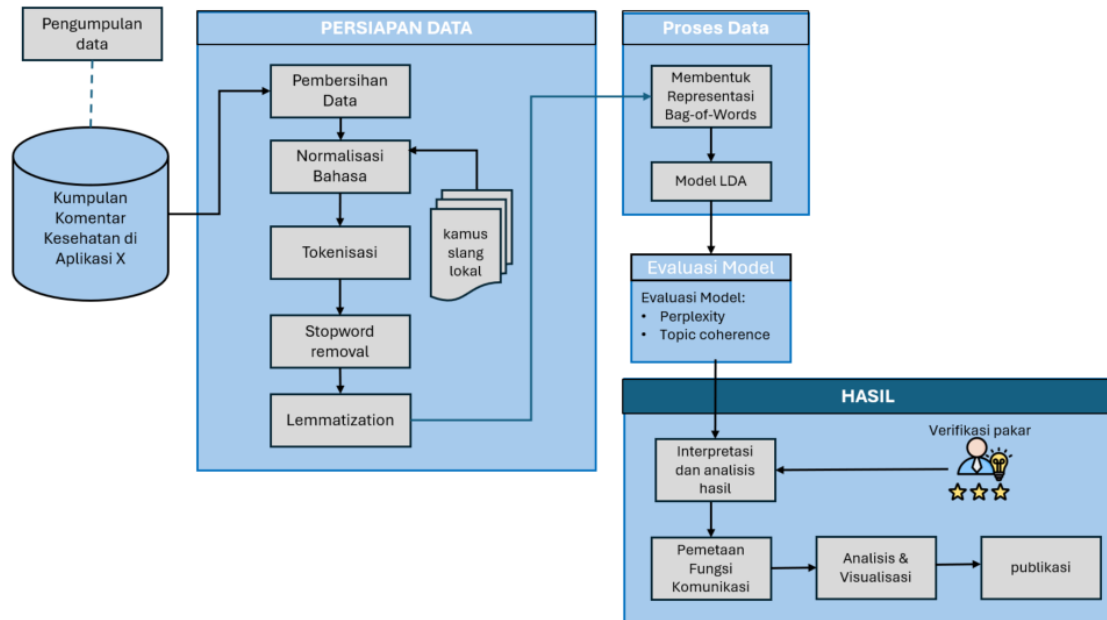 Pengumpulan
data
Kumpulan
Komentar
Kesehatan di
Aplikasi X
PERSIAPAN DATA
Pembersihan
Data
Normalisasi
Bahasa
Tokenisasi
kamus
slang
lokal
Stopword
removal
Lemmatization
Proses Data
Membentuk
Representasi
Bag-of-Words
Model LDA
Evaluasi Model
Evaluasi Model:
• Perplexity
• Topic coherence
HASIL
Verifikasi pakar
Interpretasi
dan analisis
hasil
Pemetaan
Fungsi
Komunikasi
Analisis &
Visualisasi
publikasi